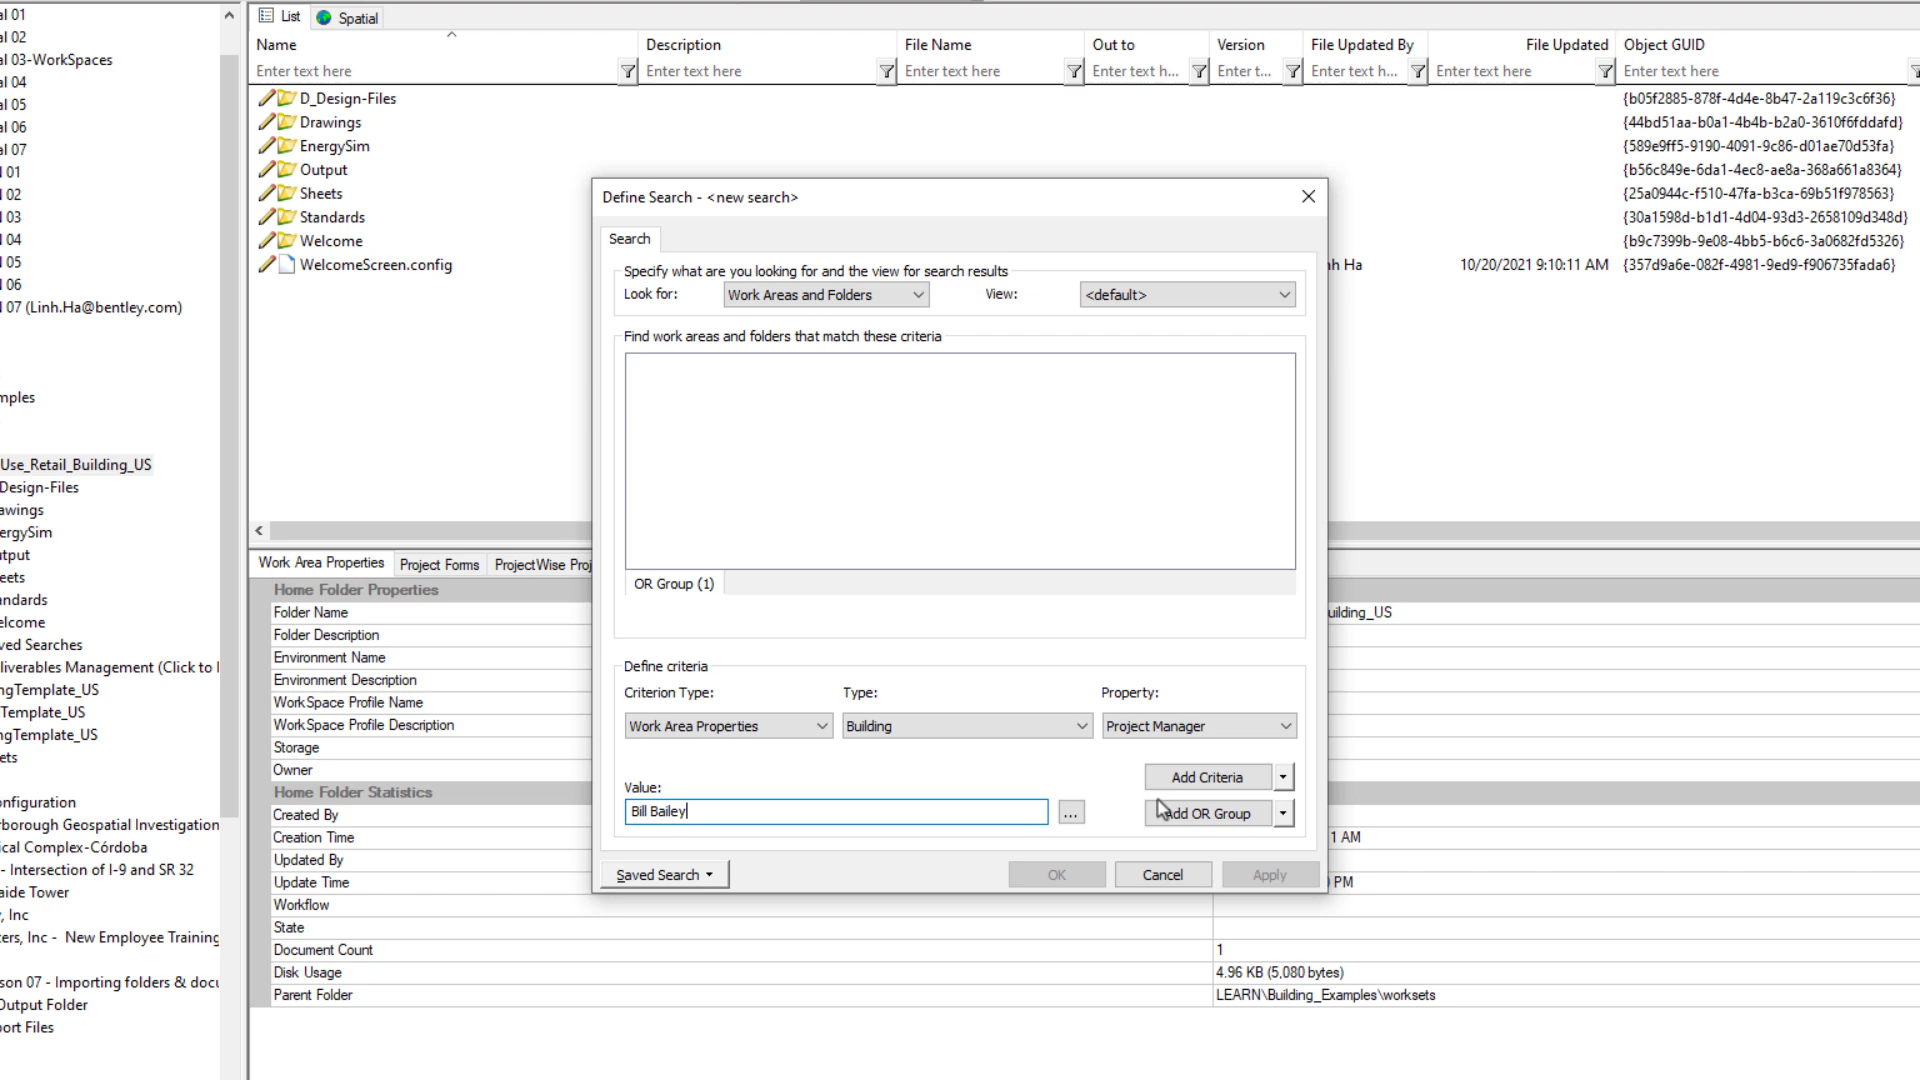 al 01
al 02
al 03-WorkSpaces
al 04
al 05
al 06
al 07
01
02
03
04
05
06
07 (Linh.Ha@bentley.com)
mples
Use_Retail_Building_US
Design-Files
awings
ergySim
utput
eets
andards
elcome
ved Searches
liverables Management (Click to
ngTemplate_US
Template_US
ngTemplate_US
ets
onfiguration
rborough Geospatial Investigation
ical Complex-Córdoba
- Intersection of I-9 and SR 32
aide Tower
, Inc
ters, Inc - New Employee Training
son 07 - Importing folders & docu
Output Folder
port Files
List Spatial
Name Description File Name Out to Version File Updated By File Updated Object GUID
Enter text here Enter text here Enter text here Enter text h... Enter t... Enter text h... Enter text here Enter text here
D_Design-Files {b05f2885-878f-4d4e-8b47-2a119c3c6f36}
Drawings {44bd51aa-b0a1-4b4b-b2a0-3610f6fddafd}
EnergySim {589e9ff5-9190-4091-9c86-d01ae70d53fa}
Output {b56c849e-6da1-4ec8-ae8a-368a661a8364}
Sheets {25a0944c-f510-47fa-b3ca-69b51f978563}
Standards {30a1598d-b1d1-4d04-93d3-2658109d348d}
Welcome {b9c7399b-9e08-4bb5-b6c6-3a0682fd5326}
WelcomeScreen.config nh Ha 10/20/2021 9:10:11 AM {357d9a6e-082f-4981-9ed9-f906735fada6}
Define Search - <new search>
Search
Specify what are you looking for and the view for search results
Look for: Work Areas and Folders View: <default>
Find work areas and folders that match these criteria
OR Group (1)
Define criteria
Criterion Type: Type: Property:
Work Area Properties Building Project Manager
Add Criteria
Value:
Bill Bailey ... Add OR Group
Saved Search OK Cancel Apply
Work Area Properties Project Forms ProjectWise Proj
Home Folder Properties
Folder Name uilding_US
Folder Description
Environment Name
Environment Description
WorkSpace Profile Name
WorkSpace Profile Description
Storage
Owner
Home Folder Statistics
Created By
Creation Time 1 AM
Updated By
Update Time PM
Workflow
State
Document Count 1
Disk Usage 4.96 KB (5,080 bytes)
Parent Folder LEARN\Building_Examples\worksets